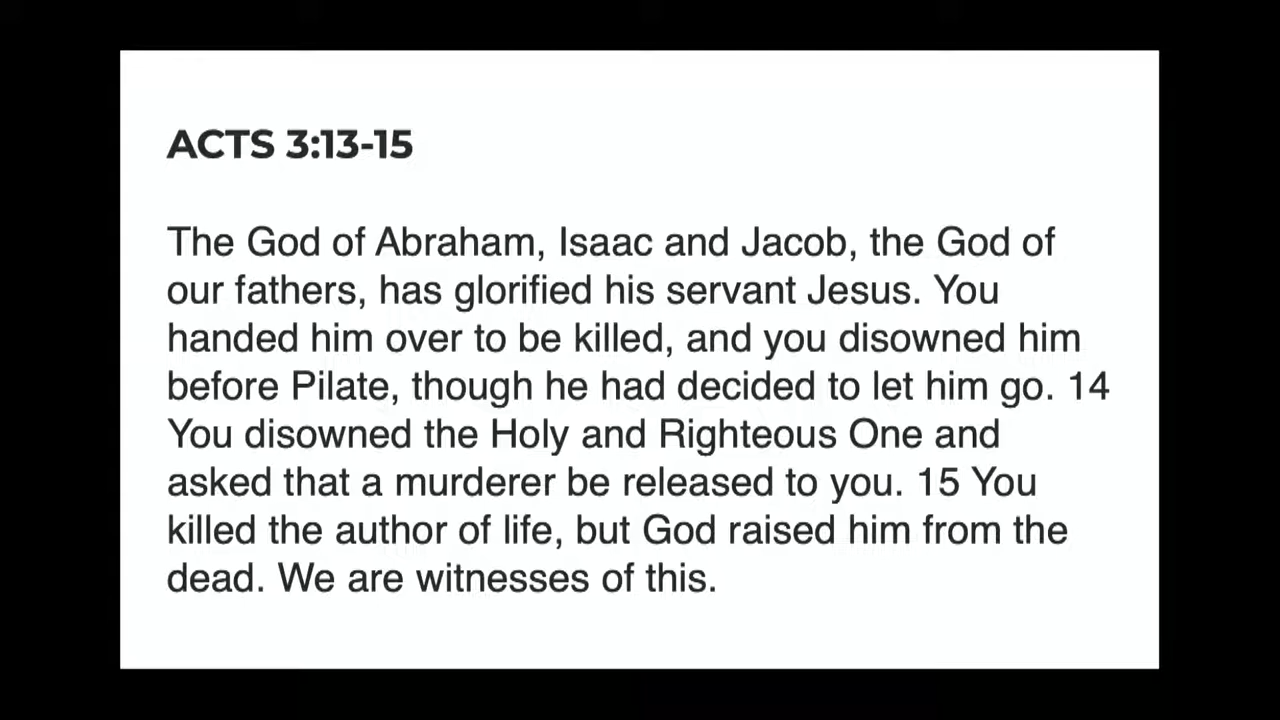 ACTS 3:13-15
The God of Abraham, Isaac and Jacob, the God of
our fathers, has glorified his servant Jesus. You
handed him over to be killed, and you disowned him
before Pilate, though he had decided to let him go. 14
You disowned the Holy and Righteous One and
asked that a murderer be released to you. 15 You
killed the author of life, but God raised him from the
dead. We are witnesses of this.